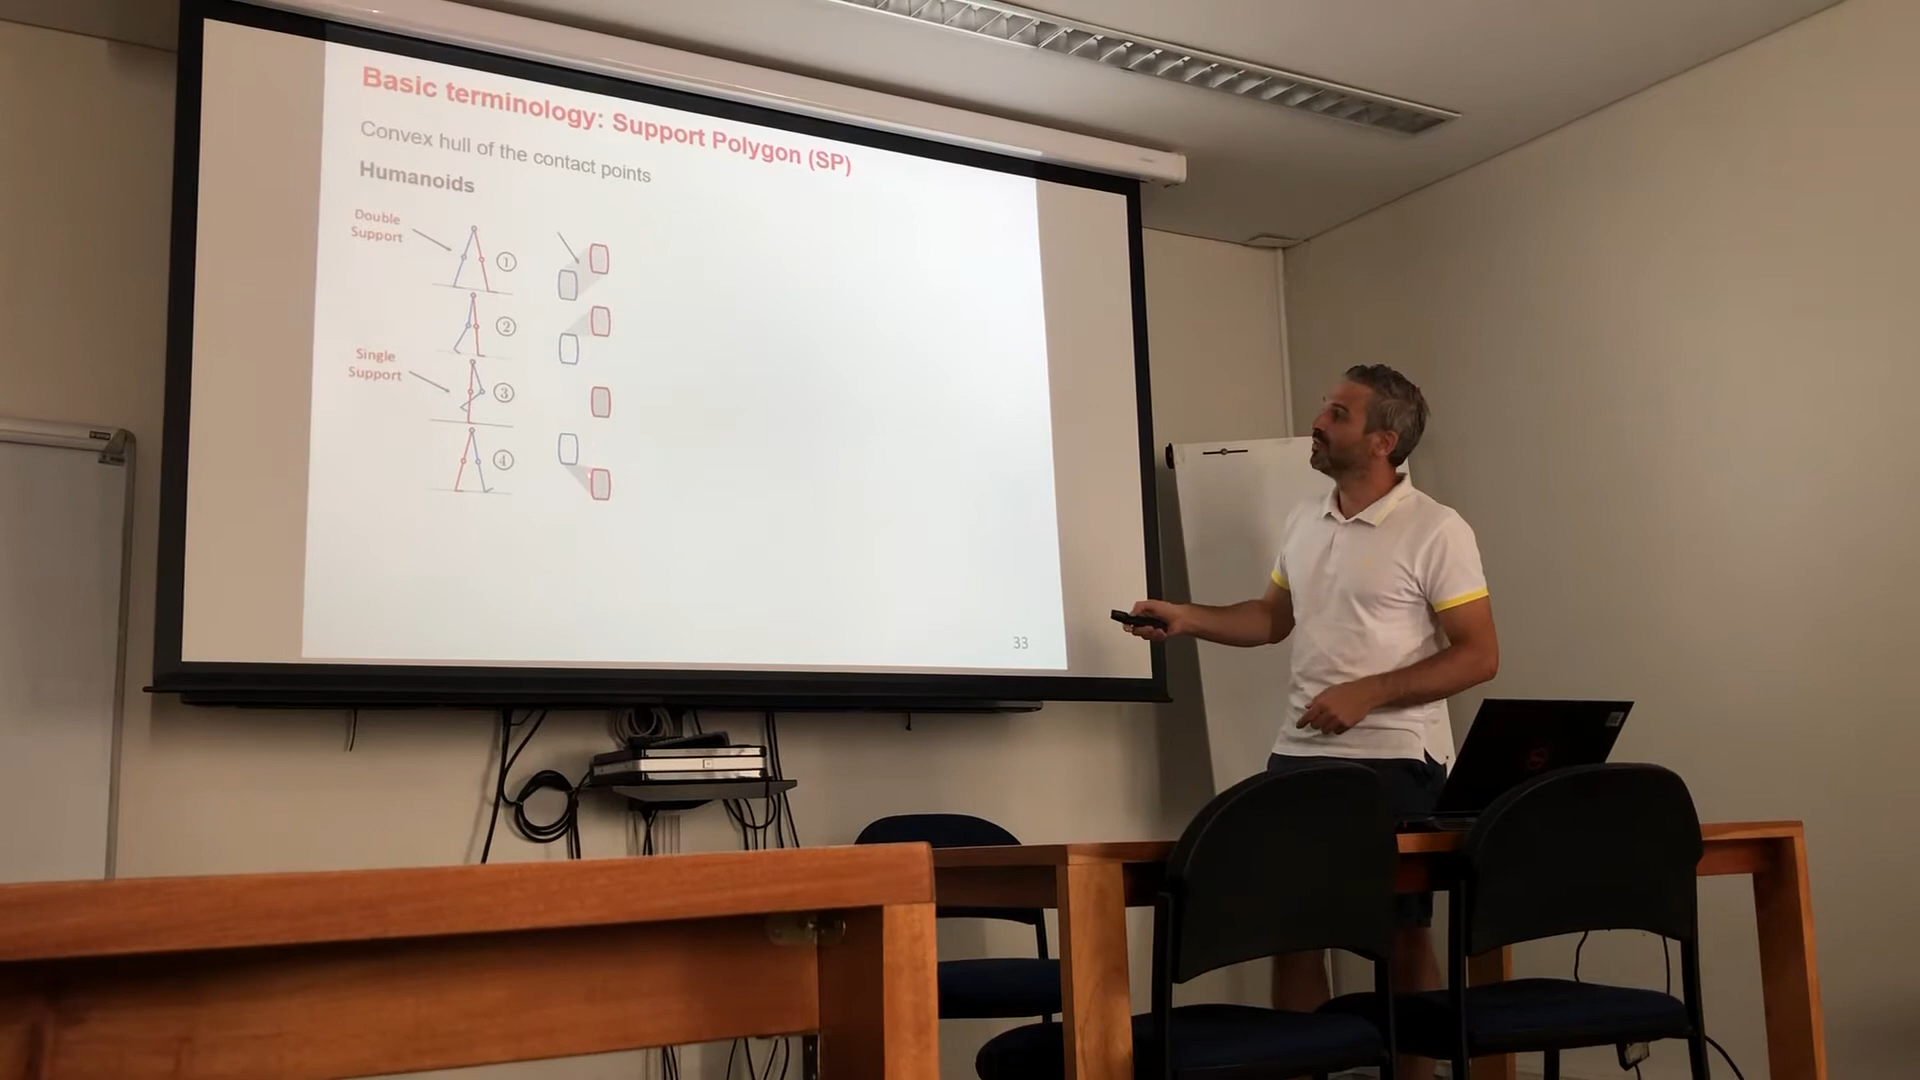 Basic terminology: Support Polygon (SP)
Convex hull of the contact points
Humanoids
Double
Support
1
2
Single
Support
3
4
33